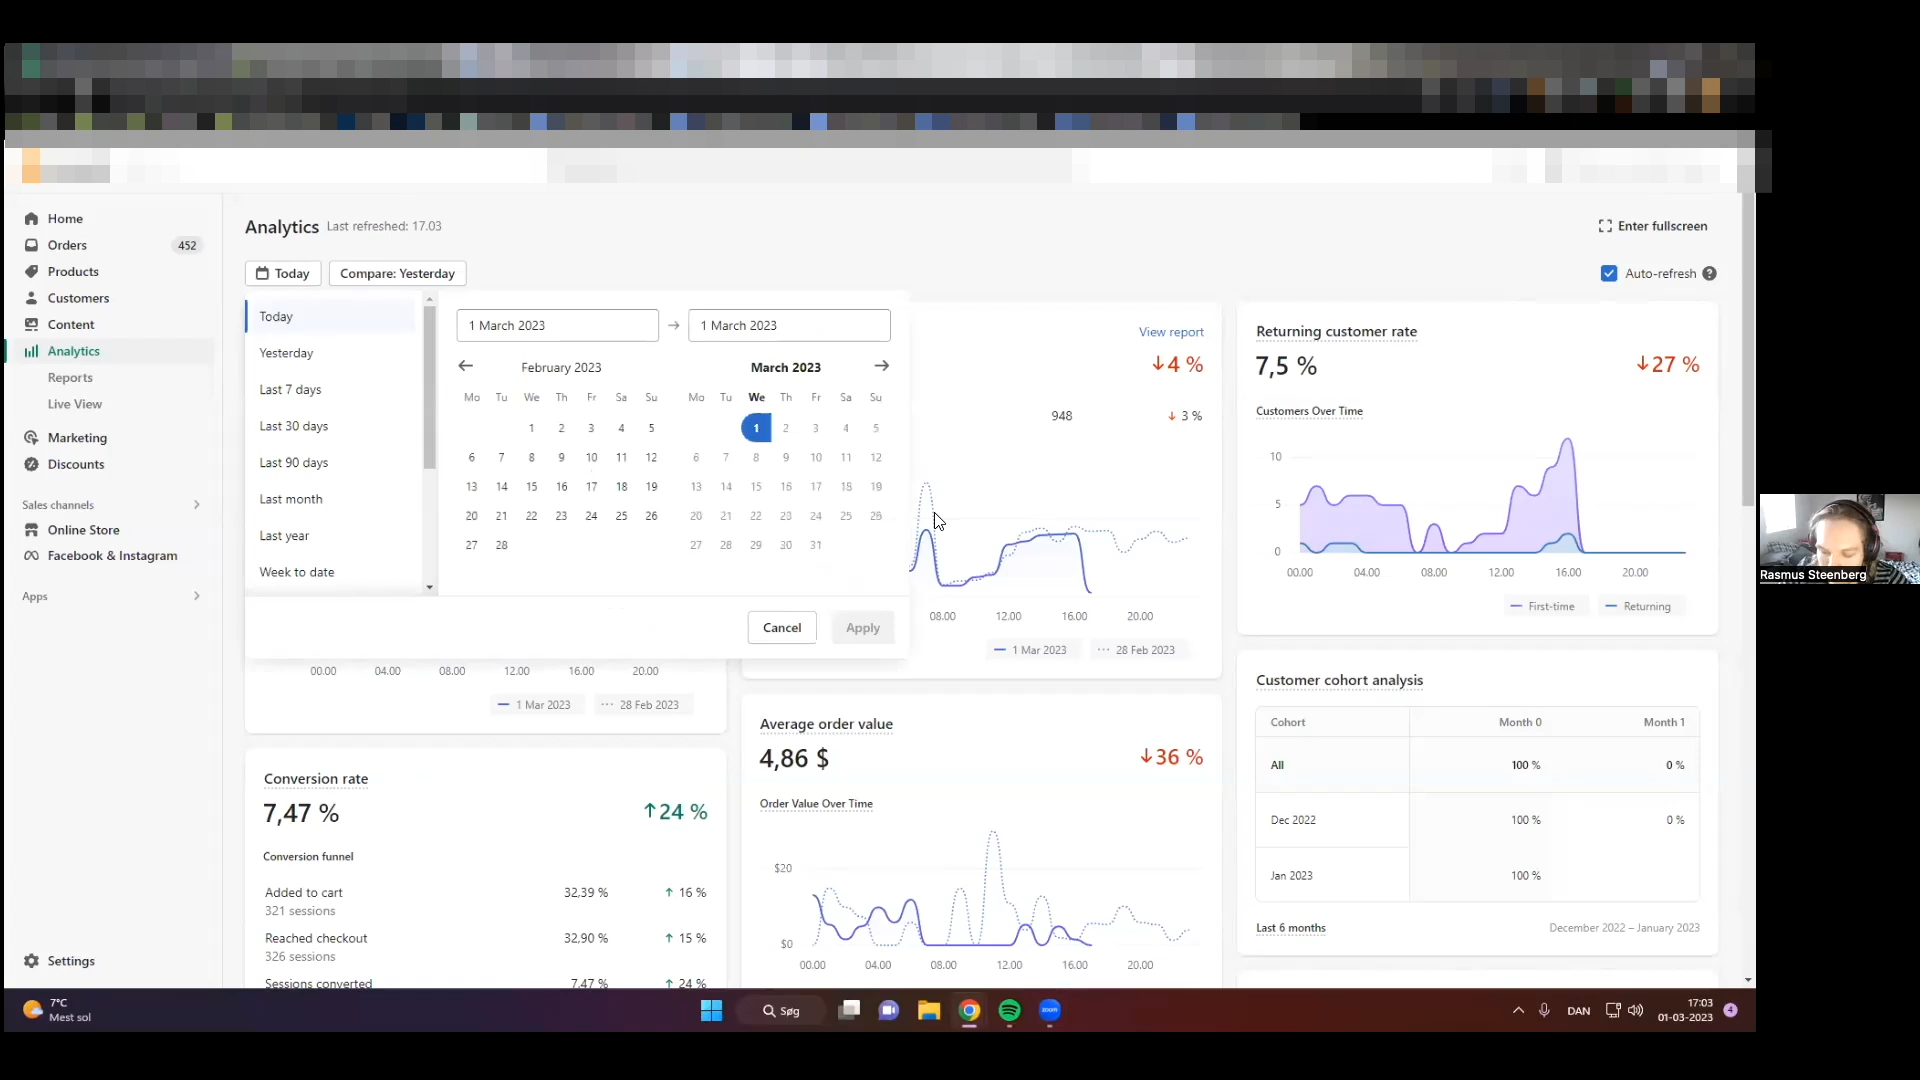 Home
Orders 452
Products
Customers
Content
Analytics
Reports
Live View
Marketing
Discounts
Sales channels
Online Store
Facebook & Instagram
Apps
Settings
Analytics Last refreshed: 17.03
Enter fullscreen
Today Compare: Yesterday
Auto-refresh ?
Today
Yesterday
Last 7 days
Last 30 days
Last 90 days
Last month
Last year
Week to date
1 March 2023 → 1 March 2023
February 2023
Mo Tu We Th Fr Sa Su
1 2 3 4 5
6 7 8 9 10 11 12
13 14 15 16 17 18 19
20 21 22 23 24 25 26
27 28
March 2023
Mo Tu We Th Fr Sa Su
1 2 3 4 5
6 7 8 9 10 11 12
13 14 15 16 17 18 19
20 21 22 23 24 25 26
27 28 29 30 31
Cancel Apply
00.00 04.00 08.00 12.00 16.00 20.00
1 Mar 2023 28 Feb 2023
Conversion rate
7,47 % ↑24 %
Conversion funnel
Added to cart 32,39 % ↑ 16 %
321 sessions
Reached checkout 32,90 % ↑ 15 %
326 sessions
Sessions converted 7,47 % ↑ 24 %
View report
↓4 %
948 ↓ 3 %
08.00 12.00 16.00 20.00
1 Mar 2023 28 Feb 2023
Average order value
4,86 $ ↓36 %
Order Value Over Time
$20
$0
00.00 04.00 08.00 12.00 16.00 20.00
Returning customer rate
7,5 % ↓27 %
Customers Over Time
10
5
0
00.00 04.00 08.00 12.00 16.00 20.00
First-time Returning
Customer cohort analysis
Cohort Month 0 Month 1
All 100 % 0 %
Dec 2022 100 % 0 %
Jan 2023 100 %
Last 6 months December 2022 – January 2023
Rasmus Steenberg
7°C
Mest sol
Søg
zoom
DAN
17:03
01-03-2023
4